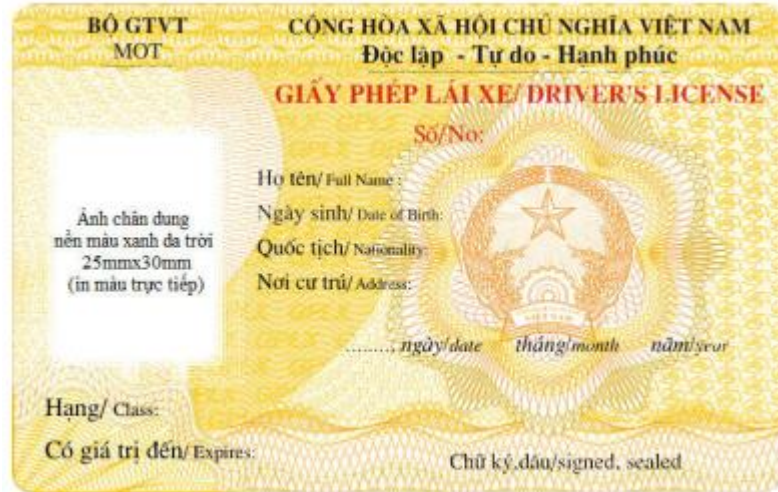 BỘ GTVT
MOT
CỘNG HÒA XÃ HỘI CHỦ NGHĨA VIỆT NAM
Độc lập - Tự do - Hanh phúc
GIẤY PHÉP LÁI XE/ DRIVER'S LICENSE
Số/No:
Ảnh chân dung
nền màu xanh da trời
25mmx30mm
(in màu trực tiếp)
Họ tên/ Full Name :
Ngày sinh/ Date of Birth:
Quốc tịch/ Nationality:
Nơi cư trú/ Address:
VIỆT NAM
........, ngày/date tháng/month năm/year
Hạng/ Class:
Có giá trị đến/ Expires:
Chữ ký,dấu/signed, sealed